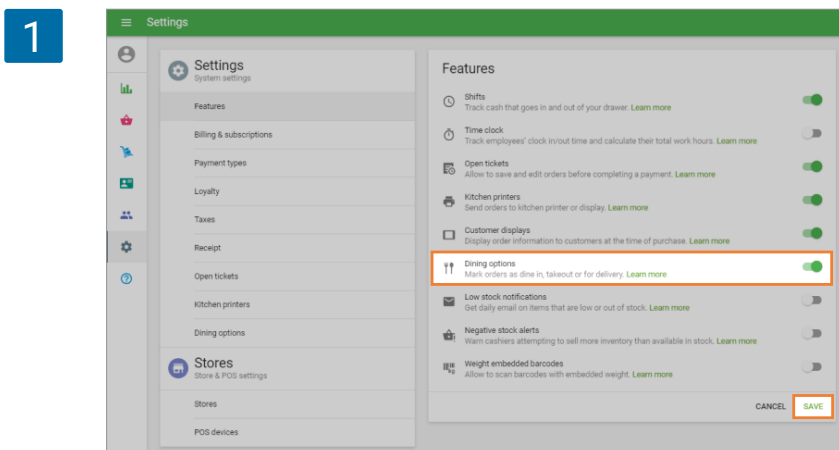 1
Settings
Settings
System settings
Features
Billing & subscriptions
Payment types
Loyalty
Taxes
Receipt
Open tickets
Kitchen printers
Dining options
Stores
Store & POS settings
Stores
POS devices
Features
Shifts
Track cash that goes in and out of your drawer. Learn more
Time clock
Track employees' clock in/out time and calculate their total work hours. Learn more
Open tickets
Allow to save and edit orders before completing a payment. Learn more
Kitchen printers
Send orders to kitchen printer or display. Learn more
Customer displays
Display order information to customers at the time of purchase. Learn more
Dining options
Mark orders as dine in, takeout or for delivery. Learn more
Low stock notifications
Get daily email on items that are low or out of stock. Learn more
Negative stock alerts
Warn cashiers attempting to sell more inventory than available in stock. Learn more
Weight embedded barcodes
Allow to scan barcodes with embedded weight. Learn more
CANCEL SAVE